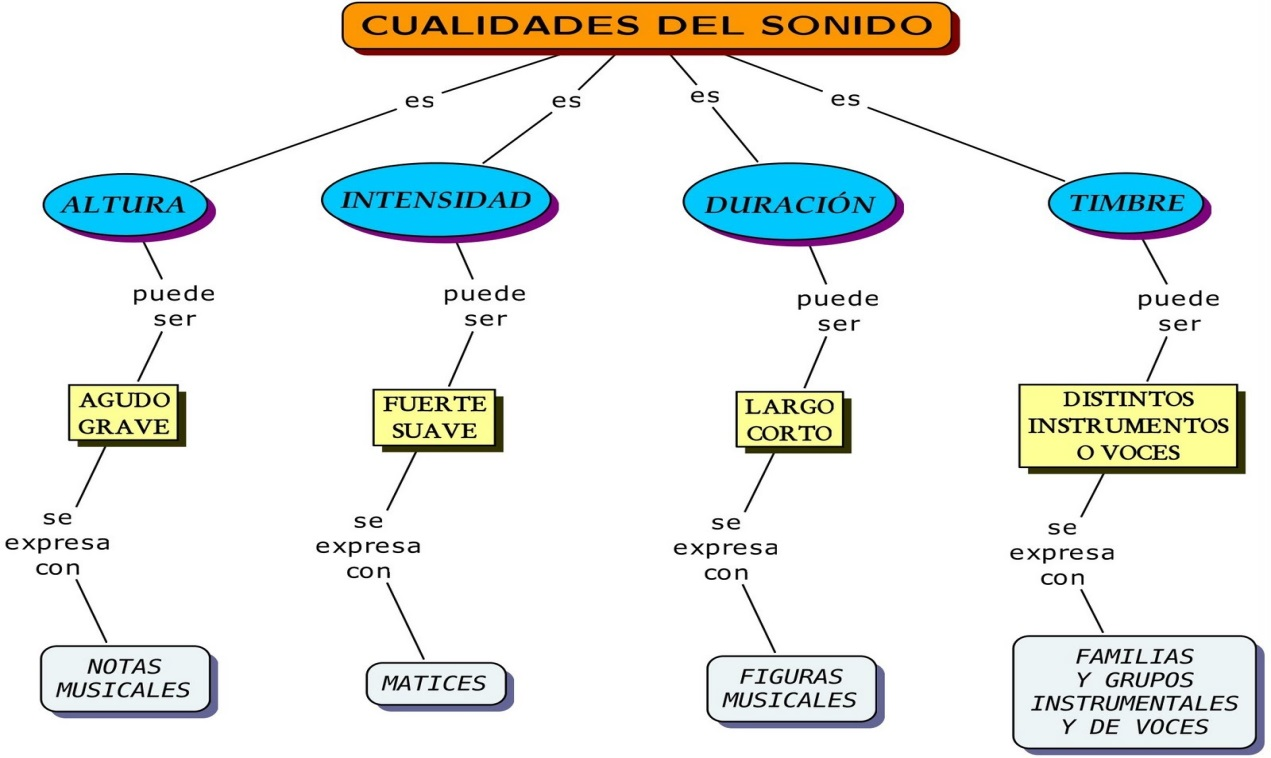 CUALIDADES DEL SONIDO
es
es
es
es
ALTURA
INTENSIDAD
DURACIÓN
TIMBRE
puede
ser
puede
ser
puede
ser
puede
ser
AGUDO
GRAVE
FUERTE
SUAVE
LARGO
CORTO
DISTINTOS
INSTRUMENTOS
O VOCES
se
expresa
con
se
expresa
con
se
expresa
con
se
expresa
con
NOTAS
MUSICALES
MATICES
FIGURAS
MUSICALES
FAMILIAS
Y GRUPOS
INSTRUMENTALES
Y DE VOCES